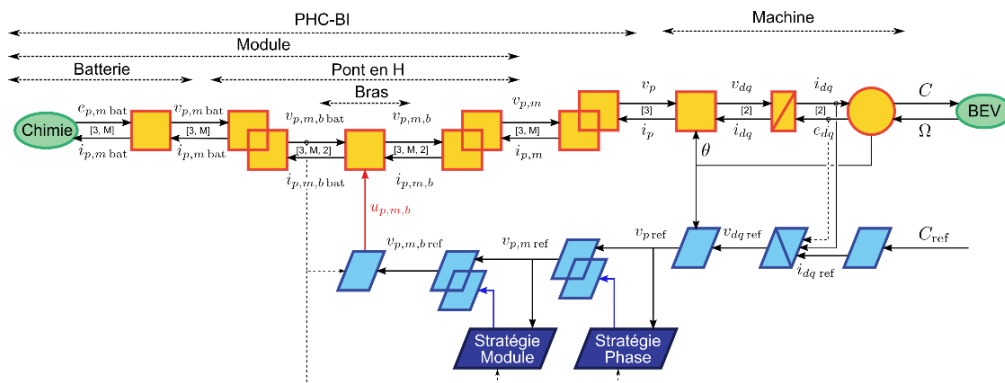 PHC-BI
Machine
Module
Batterie
Pont en H
Bras
Chimie
e_{p,m bat}
[3, M]
i_{p,m bat}
v_{p,m bat}
[3, M]
i_{p,m bat}
v_{p,m,b bat}
[3, M, 2]
i_{p,m,b bat}
v_{p,m,b}
[3, M, 2]
i_{p,m,b}
v_{p,m}
[3, M]
i_{p,m}
v_p
[3]
i_p
v_{dq}
[2]
i_{dq}
i_{dq}
[2]
e_{dq}
C
Ω
BEV
θ
u_{p,m,b}
v_{p,m,b ref}
v_{p,m ref}
v_{p ref}
v_{dq ref}
i_{dq ref}
C_{ref}
Stratégie
Module
Stratégie
Phase